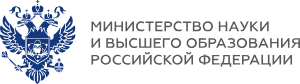 МИНИСТЕРСТВО НАУКИ
И ВЫСШЕГО ОБРАЗОВАНИЯ
РОССИЙСКОЙ ФЕДЕРАЦИИ